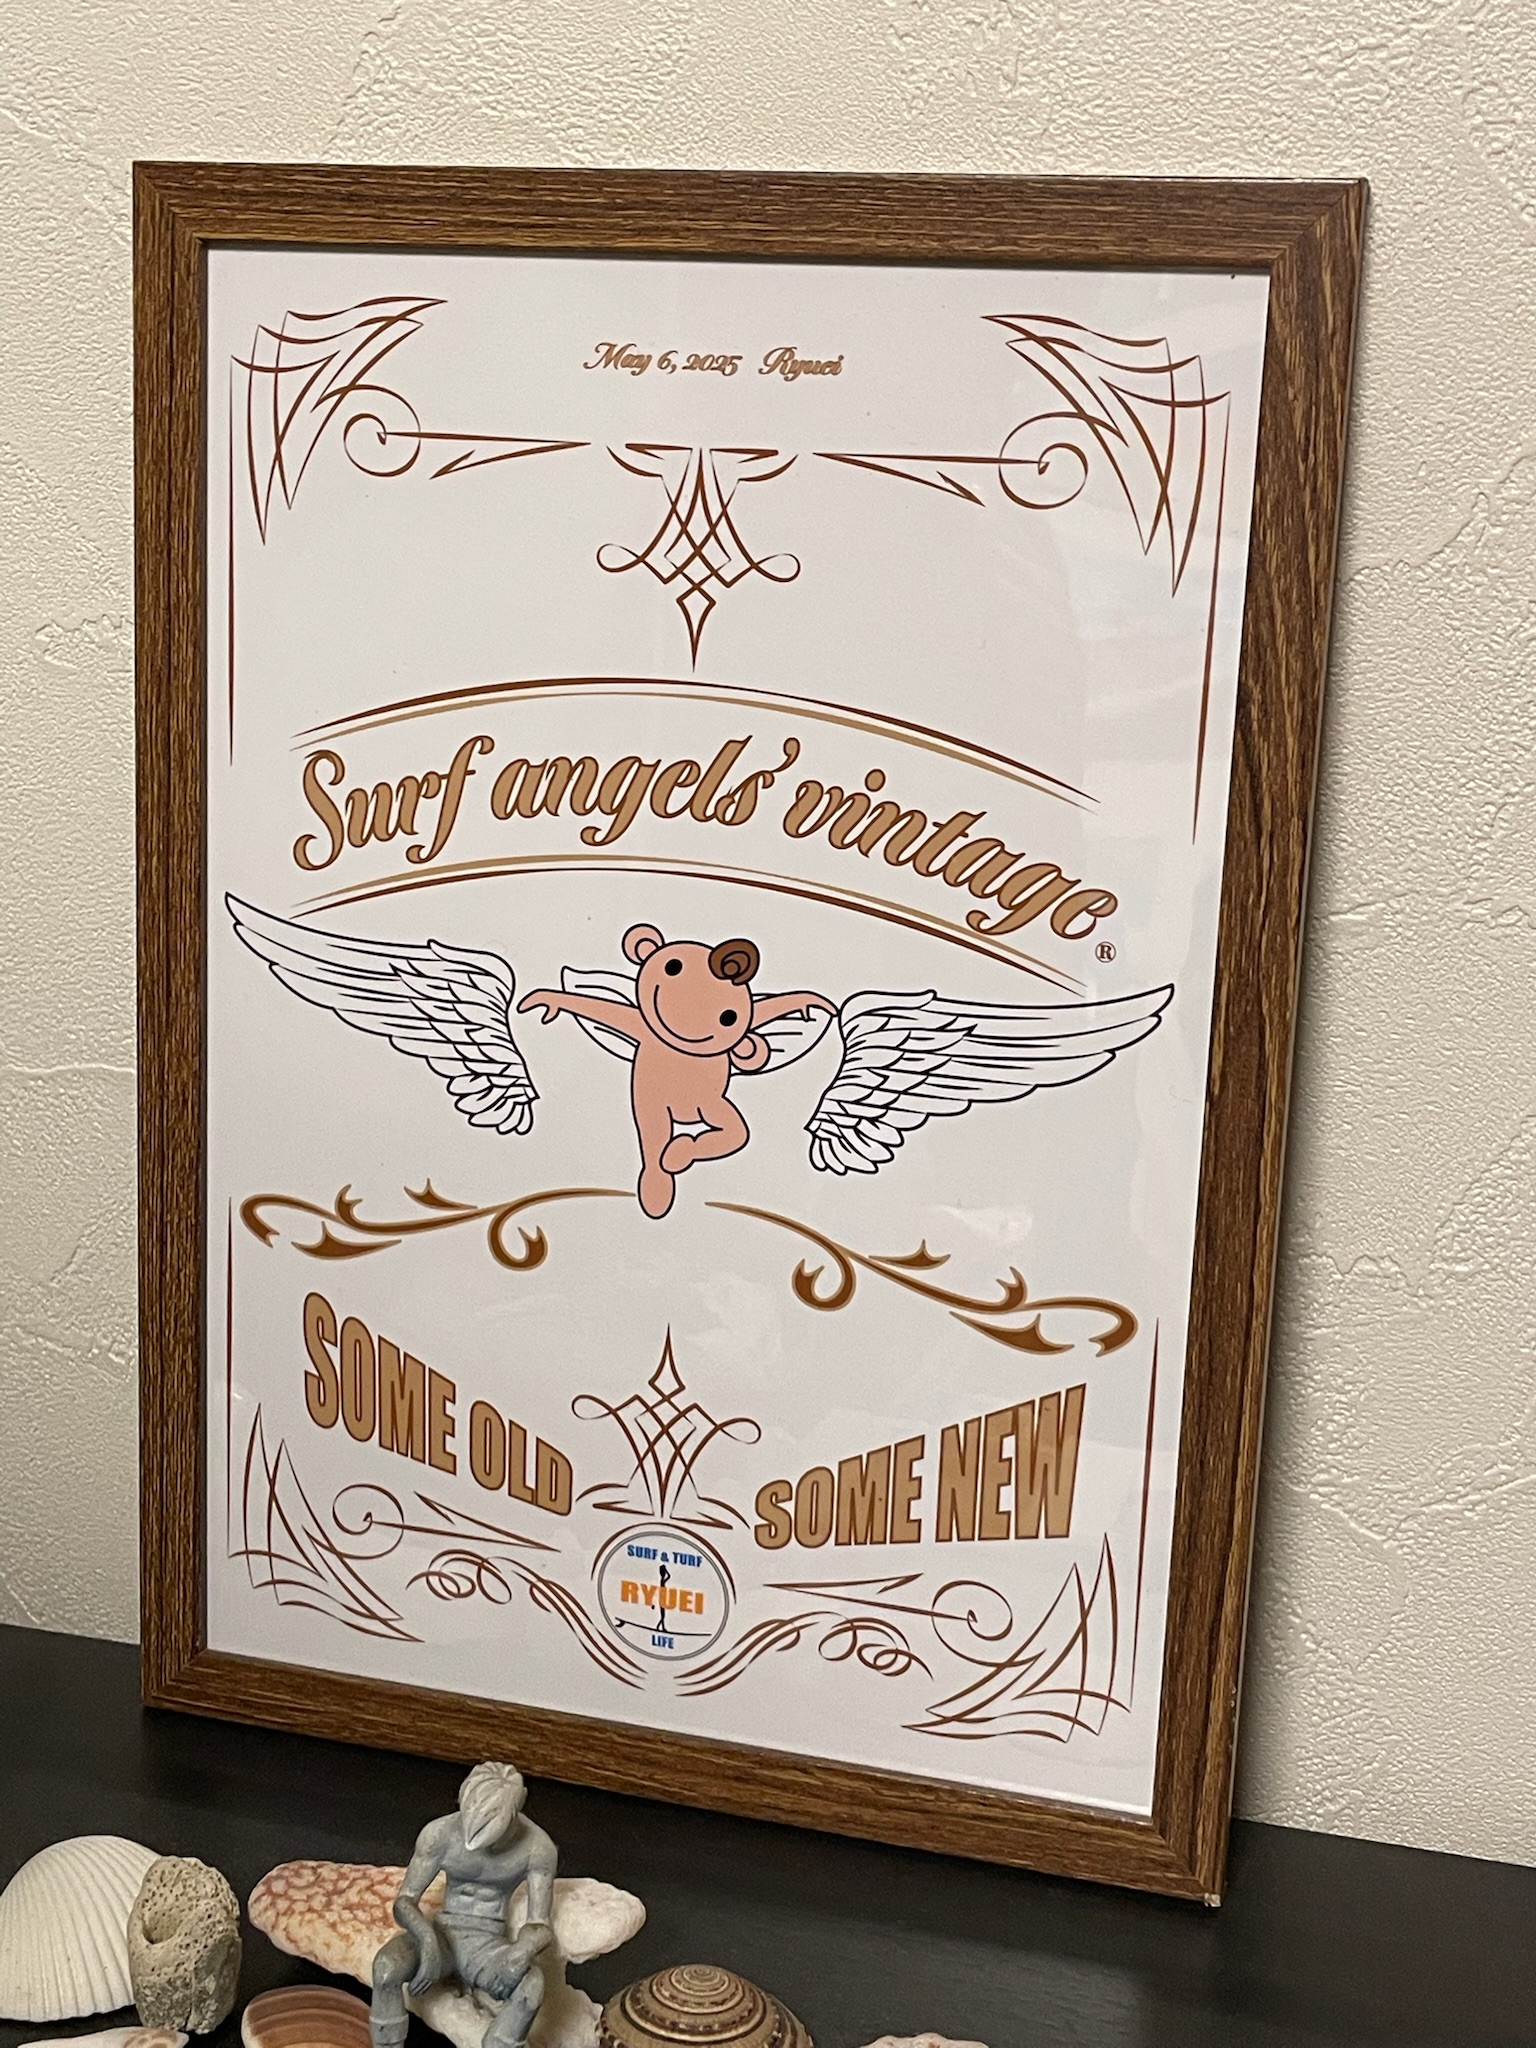 May 6, 2025 Ryuei
Surf angels' vintage
®
SOME OLD
SOME NEW
SURF & TURF
RYUEI
LIFE